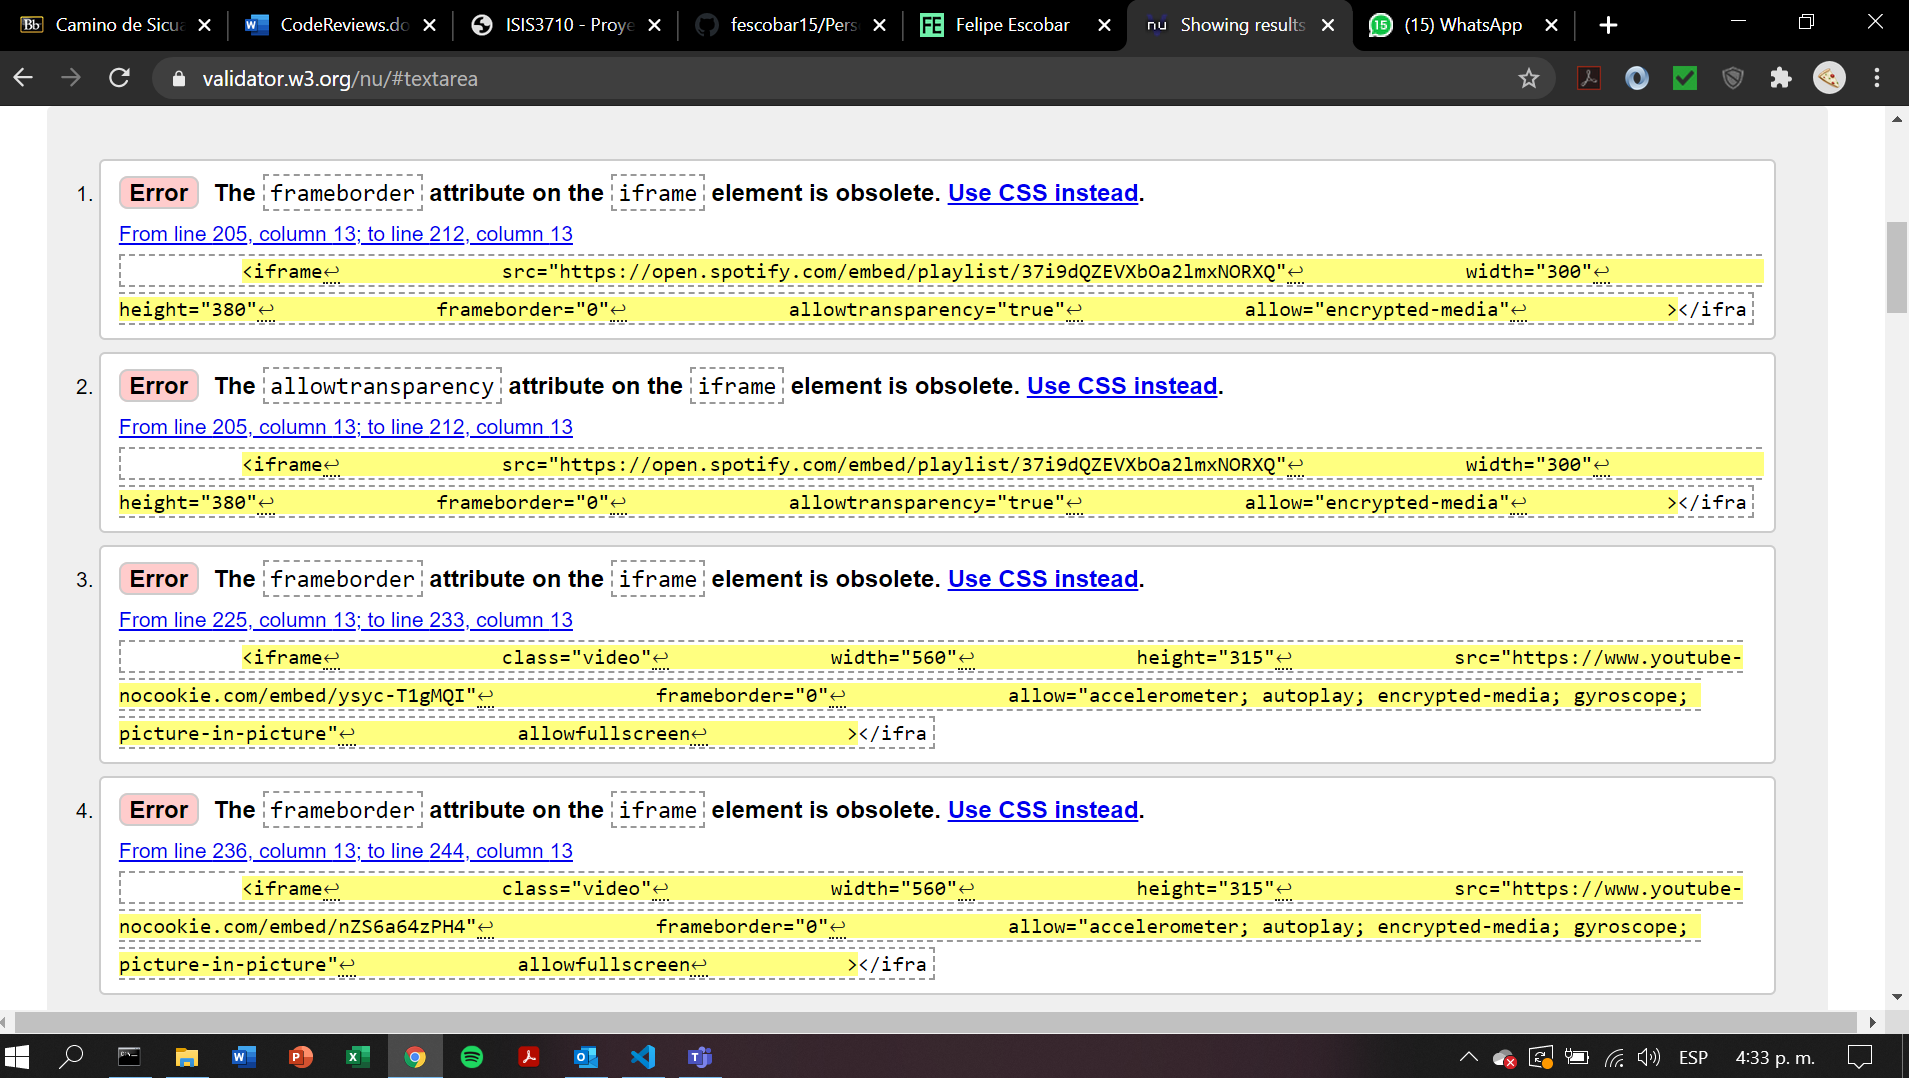 Camino de Sicua
CodeReviews.do
ISIS3710 - Proye
fescobar15/Pers
Felipe Escobar
Showing results
(15) WhatsApp
validator.w3.org/nu/#textarea
1. Error The frameborder attribute on the iframe element is obsolete. Use CSS instead.
From line 205, column 13; to line 212, column 13
<iframe↩ src="https://open.spotify.com/embed/playlist/37i9dQZEVXbOa2lmxNORXQ"↩ width="300"↩
height="380"↩ frameborder="0"↩ allowtransparency="true"↩ allow="encrypted-media"↩ ></ifra
2. Error The allowtransparency attribute on the iframe element is obsolete. Use CSS instead.
From line 205, column 13; to line 212, column 13
<iframe↩ src="https://open.spotify.com/embed/playlist/37i9dQZEVXbOa2lmxNORXQ"↩ width="300"↩
height="380"↩ frameborder="0"↩ allowtransparency="true"↩ allow="encrypted-media"↩ ></ifra
3. Error The frameborder attribute on the iframe element is obsolete. Use CSS instead.
From line 225, column 13; to line 233, column 13
<iframe↩ class="video"↩ width="560"↩ height="315"↩ src="https://www.youtube-
nocookie.com/embed/ysyc-T1gMQI"↩ frameborder="0"↩ allow="accelerometer; autoplay; encrypted-media; gyroscope;
picture-in-picture"↩ allowfullscreen↩ ></ifra
4. Error The frameborder attribute on the iframe element is obsolete. Use CSS instead.
From line 236, column 13; to line 244, column 13
<iframe↩ class="video"↩ width="560"↩ height="315"↩ src="https://www.youtube-
nocookie.com/embed/nZS6a64zPH4"↩ frameborder="0"↩ allow="accelerometer; autoplay; encrypted-media; gyroscope;
picture-in-picture"↩ allowfullscreen↩ ></ifra
ESP 4:33 p. m.